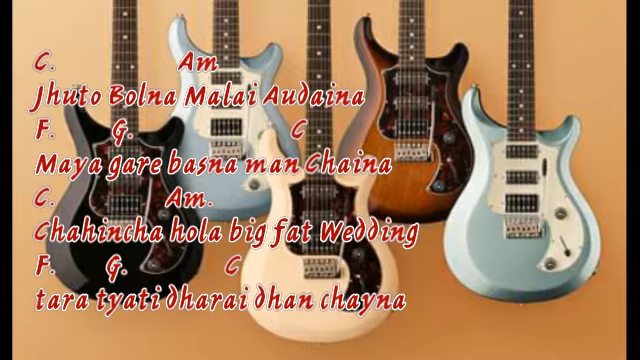 C. Am
Jhuto Bolna Malai Audaina
F. G. C
Maya gare basna man Chaina
C. Am.
Chahincha hola big fat Wedding
F. G. C
tara tyati dharai dhan chayna